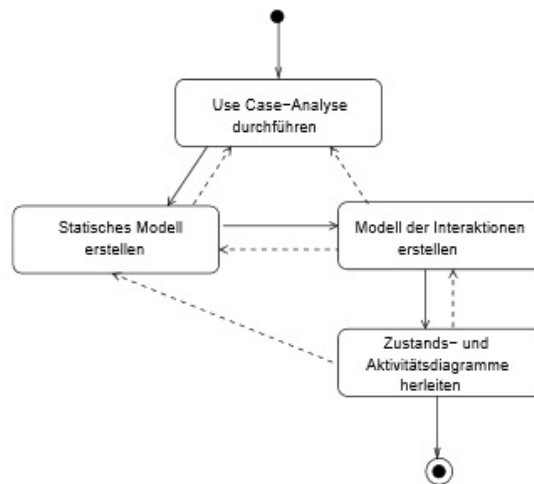 Use Case-Analyse
durchführen
Statisches Modell
erstellen
Modell der Interaktionen
erstellen
Zustands- und
Aktivitätsdiagramme
herleiten